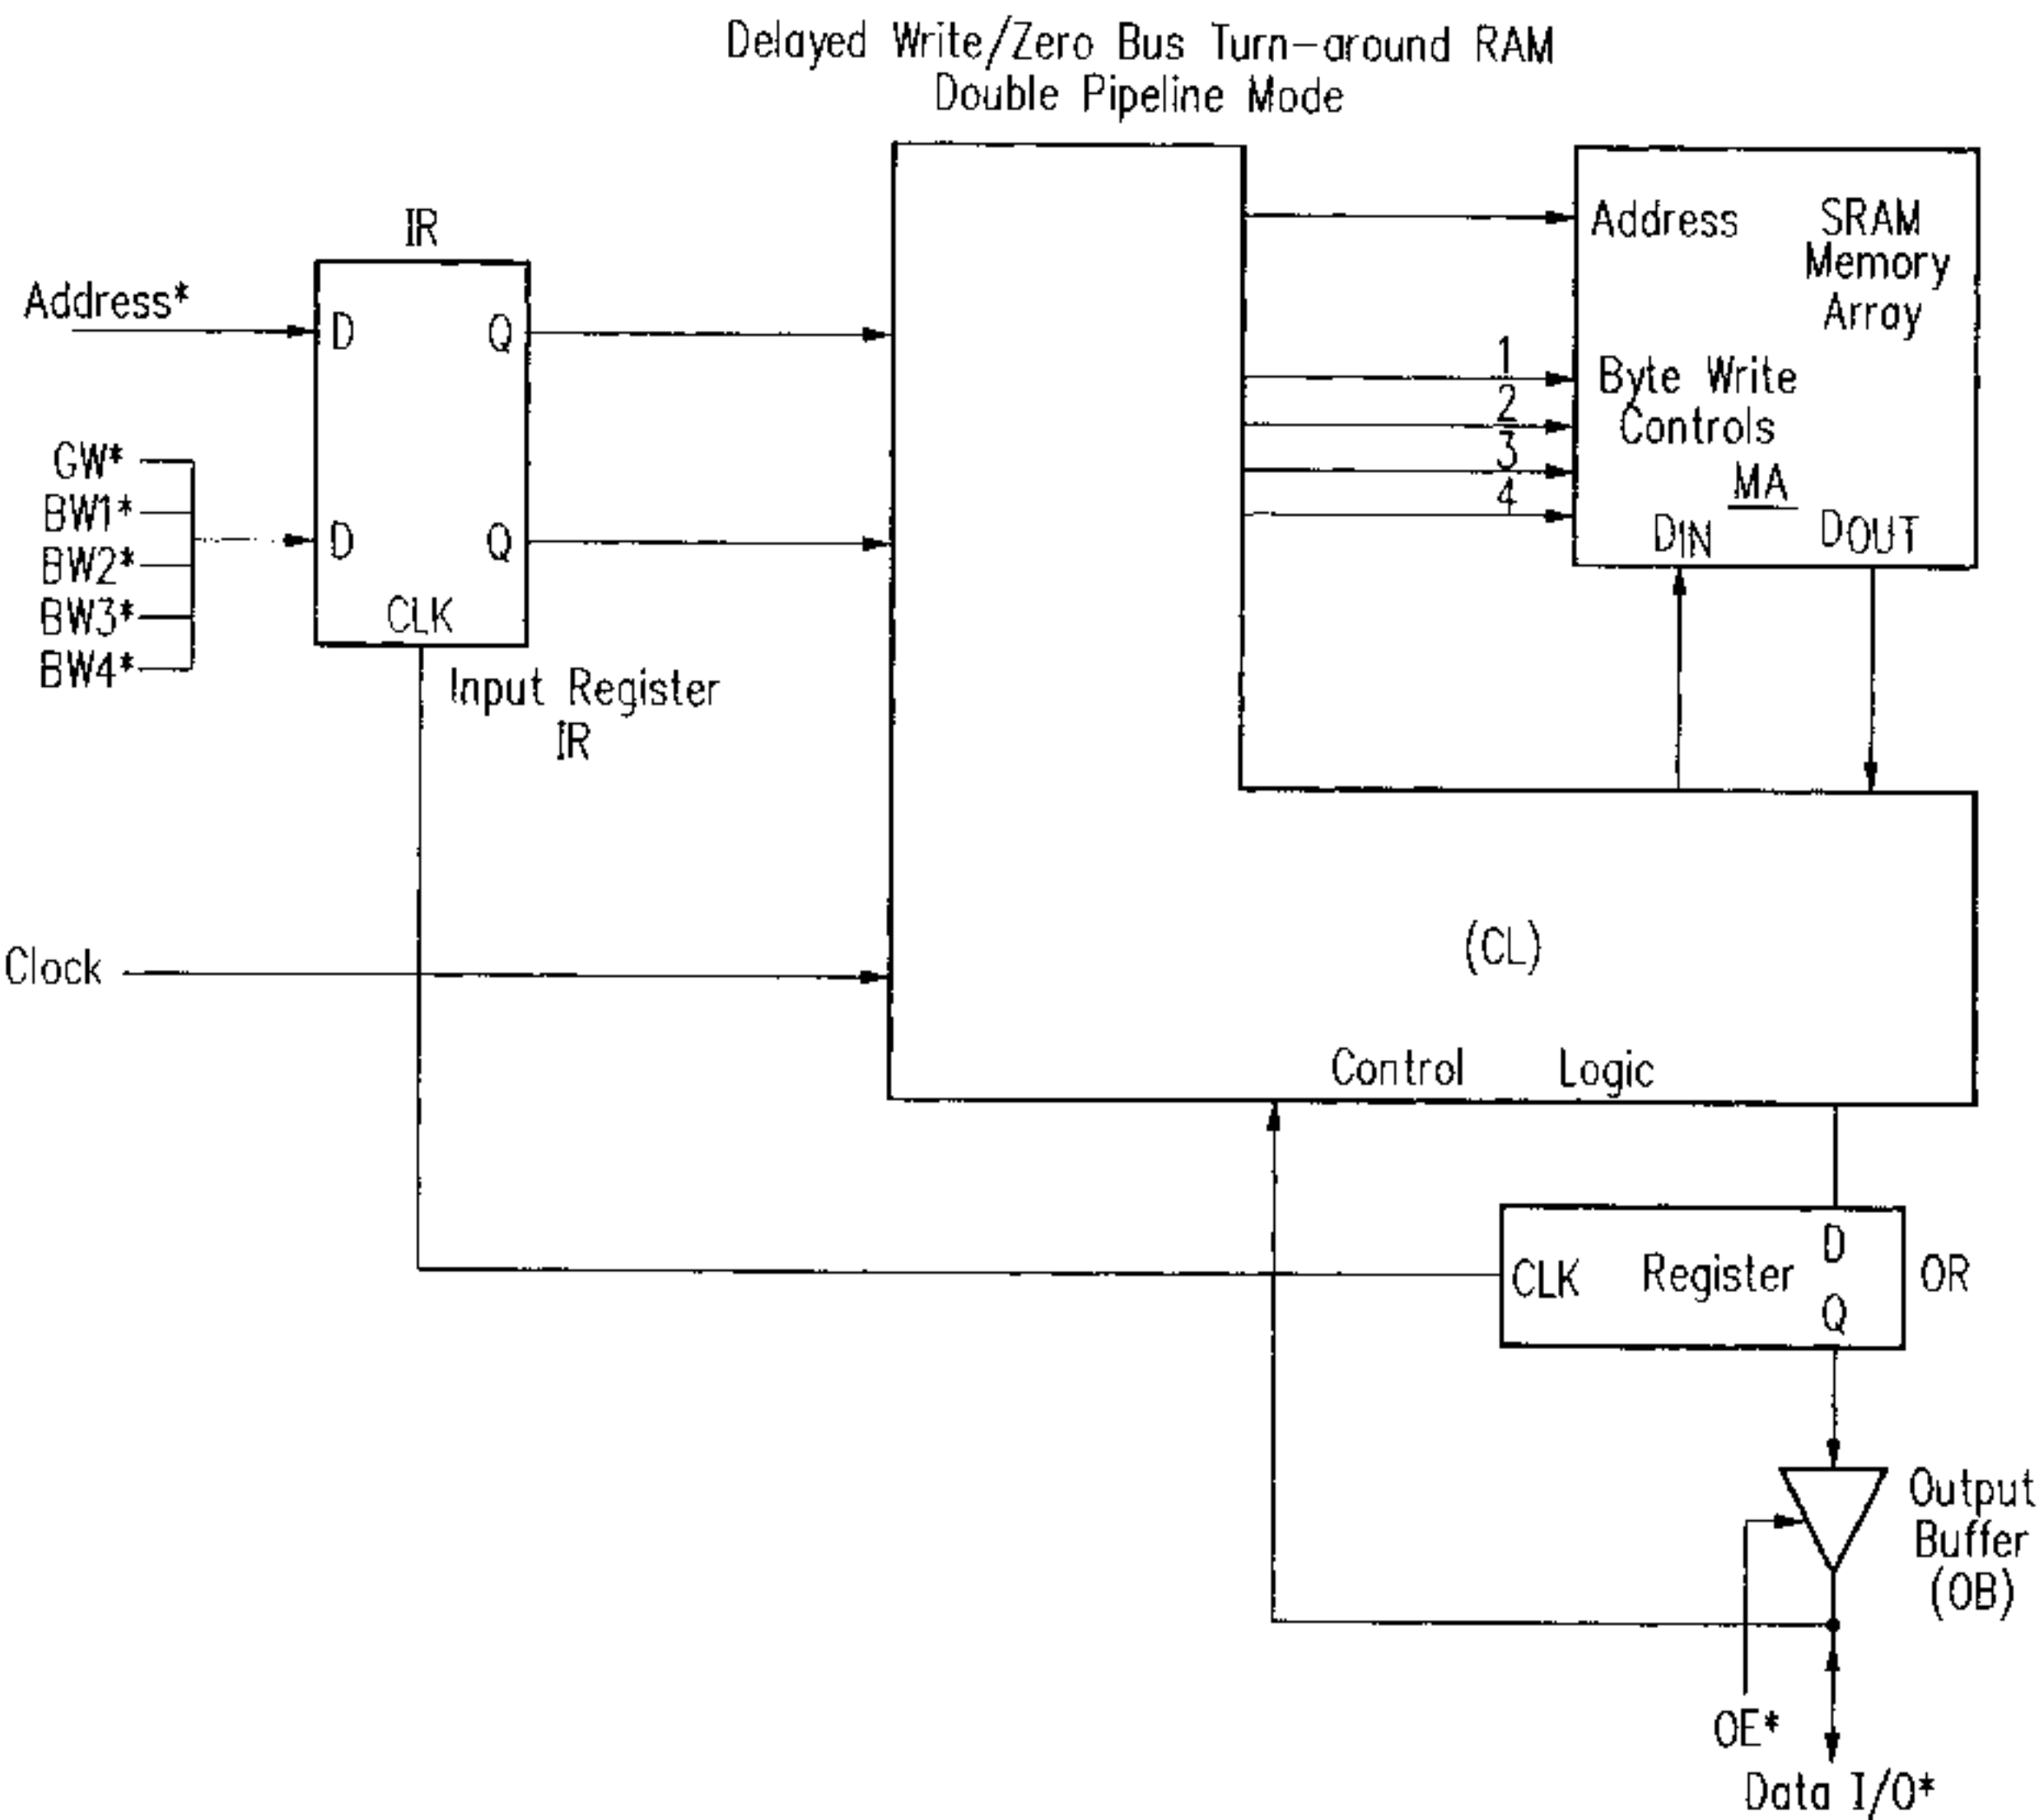 Delayed Write/Zero Bus Turn-around RAM
Double Pipeline Mode
IR
Address*
D
Q
GW*
BW1*
BW2*
BW3*
BW4*
D
Q
CLK
Input Register
IR
Address
SRAM
Memory
Array
1
2
3
4
Byte Write
Controls
MA
DIN
DOUT
Clock
(CL)
Control Logic
D
CLK
Register
OR
Q
Output
Buffer
(OB)
OE*
Data I/O*